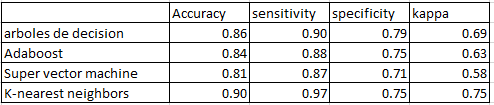 Accuracy sensitivity specificity kappa
arboles de decision 0.86 0.90 0.79 0.69
Adaboost 0.84 0.88 0.75 0.63
Super vector machine 0.81 0.87 0.71 0.58
K-nearest neighbors 0.90 0.97 0.75 0.75